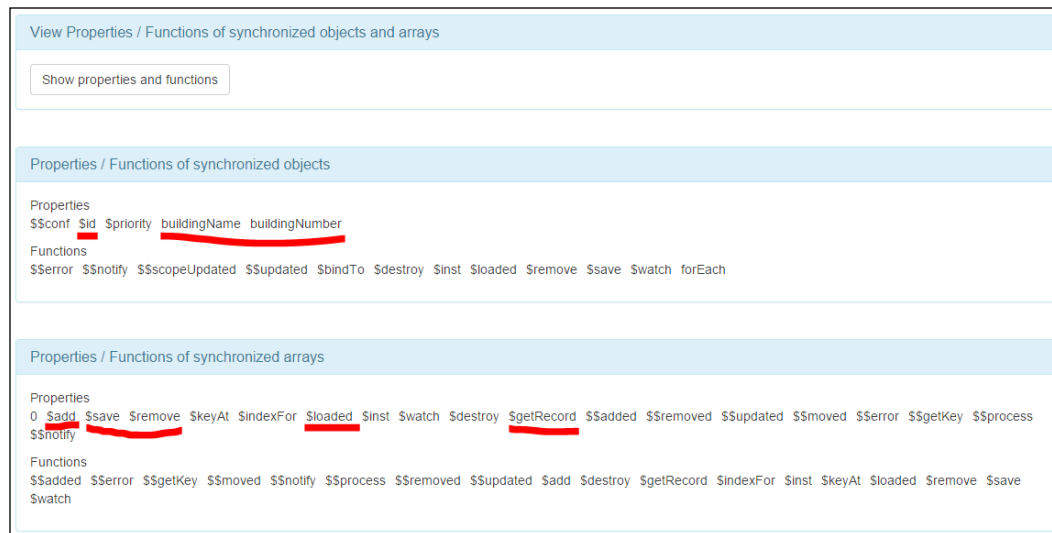 View Properties / Functions of synchronized objects and arrays
Show properties and functions
Properties / Functions of synchronized objects
Properties
$$conf $id $priority buildingName buildingNumber
Functions
$$error $$notify $$scopeUpdated $$updated $bindTo $destroy $inst $loaded $remove $save $watch forEach
Properties / Functions of synchronized arrays
Properties
0 $add $save $remove $keyAt $indexFor $loaded $inst $watch $destroy $getRecord $$added $$removed $$updated $$moved $$error $$getKey $$process
$$notify
Functions
$$added $$error $$getKey $$moved $$notify $$process $$removed $$updated $add $destroy $getRecord $indexFor $inst $keyAt $loaded $remove $save
$watch